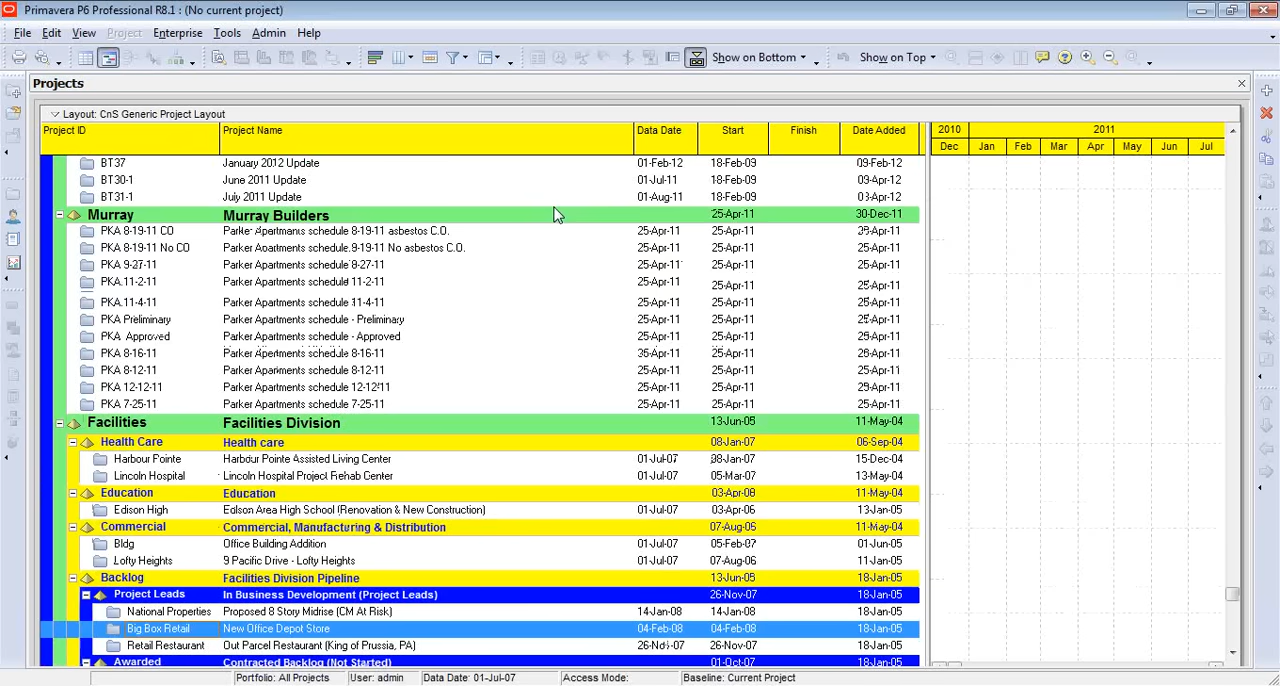 Primavera P6 Professional R8.1 : (No current project)
File Edit View Project Enterprise Tools Admin Help
Show on Bottom Show on Top
Projects
Layout: CnS Generic Project Layout
Project ID Project Name Data Date Start Finish Date Added 2010 2011
Dec Jan Feb Mar Apr May Jun Jul
BT37 January 2012 Update 01-Feb-12 18-Feb-09 09-Feb-12
BT30-1 June 2011 Update 01-Jul-11 18-Feb-09 09-Apr-12
BT31-1 July 2011 Update 01-Aug-11 18-Feb-09 03-Apr-12
Murray Murray Builders 25-Apr-11 30-Dec-11
PKA 8-19-11 CO Parker Apartments schedule 8-19-11 asbestos C.O. 25-Apr-11 25-Apr-11 26-Apr-11
PKA 8-19-11 No CO Parker Apartments schedule 9-19-11 No asbestos C.O. 25-Apr-11 25-Apr-11 25-Apr-11
PKA 9-27-11 Parker Apartments schedule 8-27-11 25-Apr-11 25-Apr-11 25-Apr-11
PKA 11-2-11 Parker Apartments schedule 11-2-11 25-Apr-11 25-Apr-11 25-Apr-11
PKA 11-4-11 Parker Apartments schedule 11-4-11 25-Apr-11 25-Apr-11 25-Apr-11
PKA Preliminary Parker Apartments schedule - Preliminary 25-Apr-11 25-Apr-11 25-Apr-11
PKA Approved Parker Apartments schedule - Approved 25-Apr-11 25-Apr-11 26-Apr-11
PKA 8-16-11 Parker Apartments schedule 8-16-11 35-Apr-11 25-Apr-11 28-Apr-11
PKA 8-12-11 Parker Apartments schedule 8-12-11 25-Apr-11 25-Apr-11 26-Apr-11
PKA 12-12-11 Parker Apartments schedule 12-12-11 25-Apr-11 25-Apr-11 25-Apr-11
PKA 7-25-11 Parker Apartments schedule 7-25-11 25-Apr-11 25-Apr-11 25-Apr-11
Facilities Facilities Division 13-Jun-05 11-May-04
Health Care Health care 08-Jan-07 06-Sep-04
Harbour Pointe Harbour Pointe Assisted Living Center 01-Jul-07 08-Jan-07 15-Dec-04
Lincoln Hospital Lincoln Hospital Project Rehab Center 01-Jul-07 05-Mar-07 13-May-04
Education Education 03-Apr-08 11-May-04
Edison High Edison Area High School (Renovation & New Construction) 01-Jul-07 03-Apr-06 13-Jan-05
Commercial Commercial, Manufacturing & Distribution 07-Aug-06 11-May-04
Bldg Office Building Addition 01-Jul-07 05-Feb-07 01-Jun-05
Lofty Heights 9 Pacific Drive - Lofty Heights 01-Jul-07 07-Aug-06 11-Jan-05
Backlog Facilities Division Pipeline 13-Jun-05 18-Jan-05
Project Leads In Business Development (Project Leads) 26-Nov-07 18-Jan-05
National Properties Proposed 8 Story Midrise (CM At Risk) 14-Jan-08 14-Jan-08 18-Jan-05
Big Box Retail New Office Depot Store 04-Feb-08 04-Feb-08 18-Jan-05
Retail Restaurant Out Parcel Restaurant (King of Prussia, PA) 26-Nov-07 26-Nov-07 18-Jan-05
Awarded Contracted Backlog (Not Started) 01-Oct-07 18-Jan-05
Portfolio: All Projects User: admin Data Date: 01-Jul-07 Access Mode: Baseline: Current Project